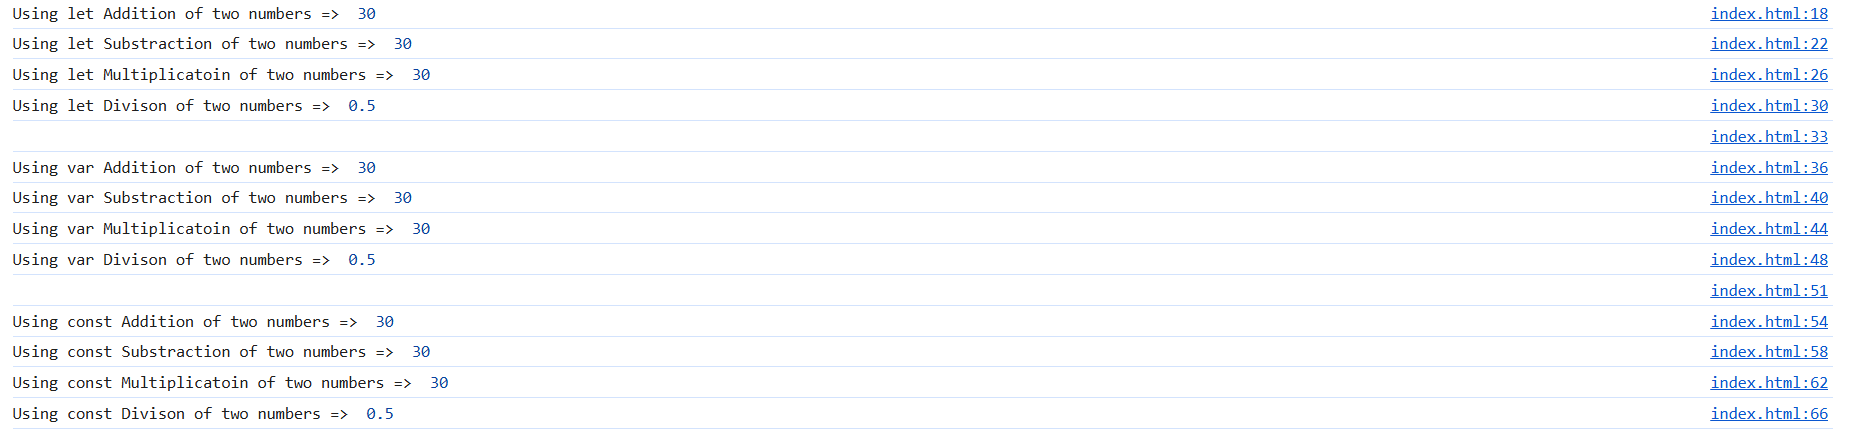 Using let Addition of two numbers =>  30 index.html:18
Using let Substraction of two numbers =>  30 index.html:22
Using let Multiplicatoin of two numbers =>  30 index.html:26
Using let Divison of two numbers =>  0.5 index.html:30
index.html:33
Using var Addition of two numbers =>  30 index.html:36
Using var Substraction of two numbers =>  30 index.html:40
Using var Multiplicatoin of two numbers =>  30 index.html:44
Using var Divison of two numbers =>  0.5 index.html:48
index.html:51
Using const Addition of two numbers =>  30 index.html:54
Using const Substraction of two numbers =>  30 index.html:58
Using const Multiplicatoin of two numbers =>  30 index.html:62
Using const Divison of two numbers =>  0.5 index.html:66